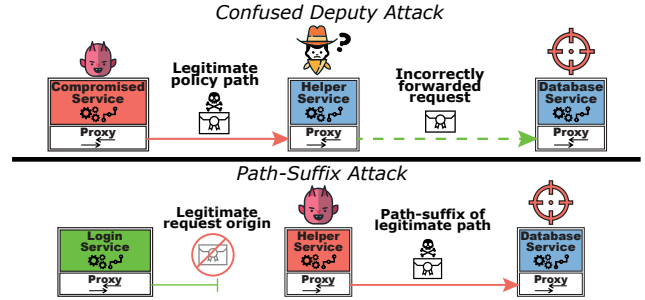 Confused Deputy Attack
?
Legitimate
policy path
Incorrectly
forwarded
request
Compromised
Service
Proxy
Helper
Service
Proxy
Database
Service
Proxy
Path-Suffix Attack
Legitimate
request origin
Path-suffix of
legitimate path
Login
Service
Proxy
Helper
Service
Proxy
Database
Service
Proxy